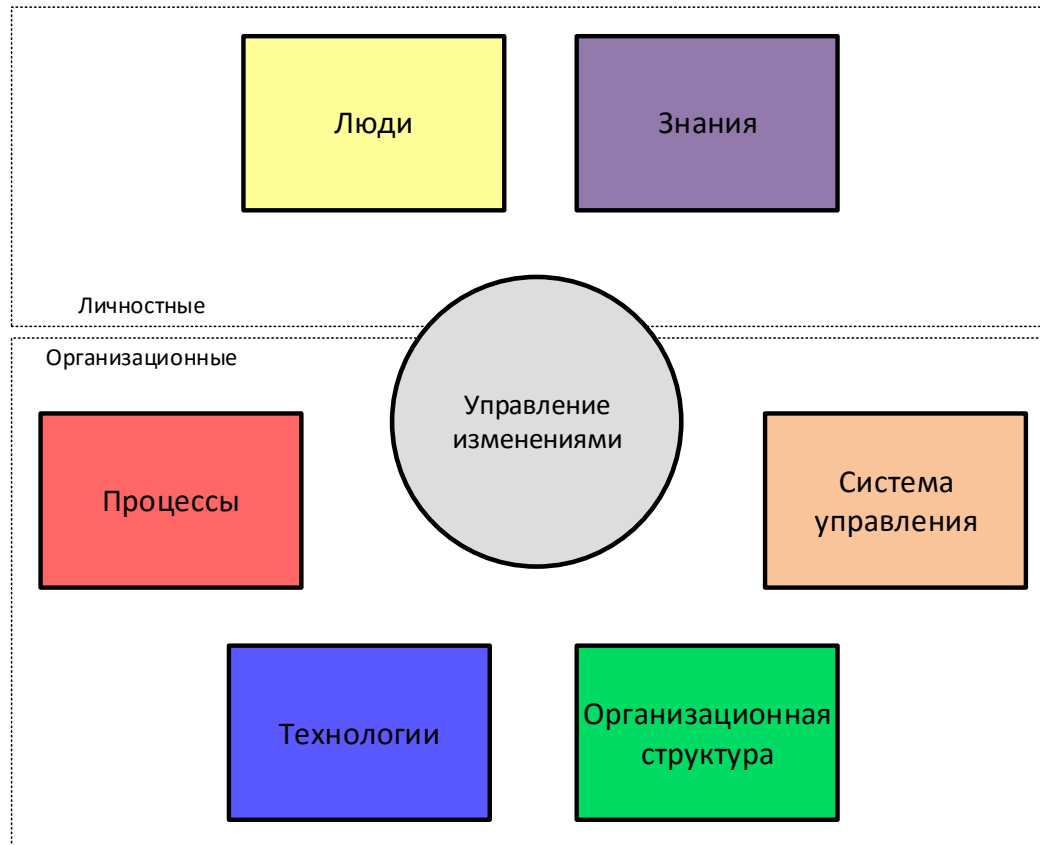 Люди
Знания
Личностные
Организационные
Управление
изменениями
Процессы
Система
управления
Технологии
Организационная
структура